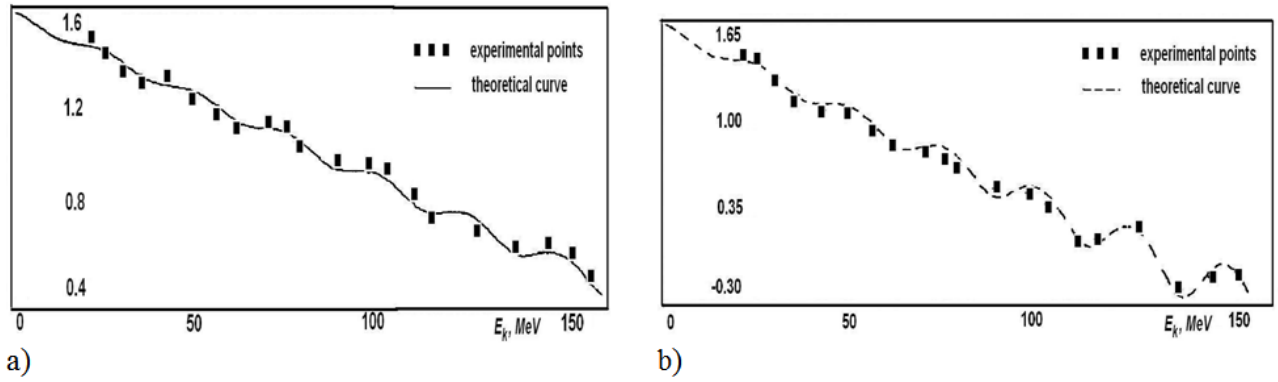 1.6
experimental points
theoretical curve
1.2
0.8
0.4
0 50 100 E_k, MeV 150
a)
1.65
experimental points
theoretical curve
1.00
0.35
-0.30
0 50 100 E_k, MeV 150
b)